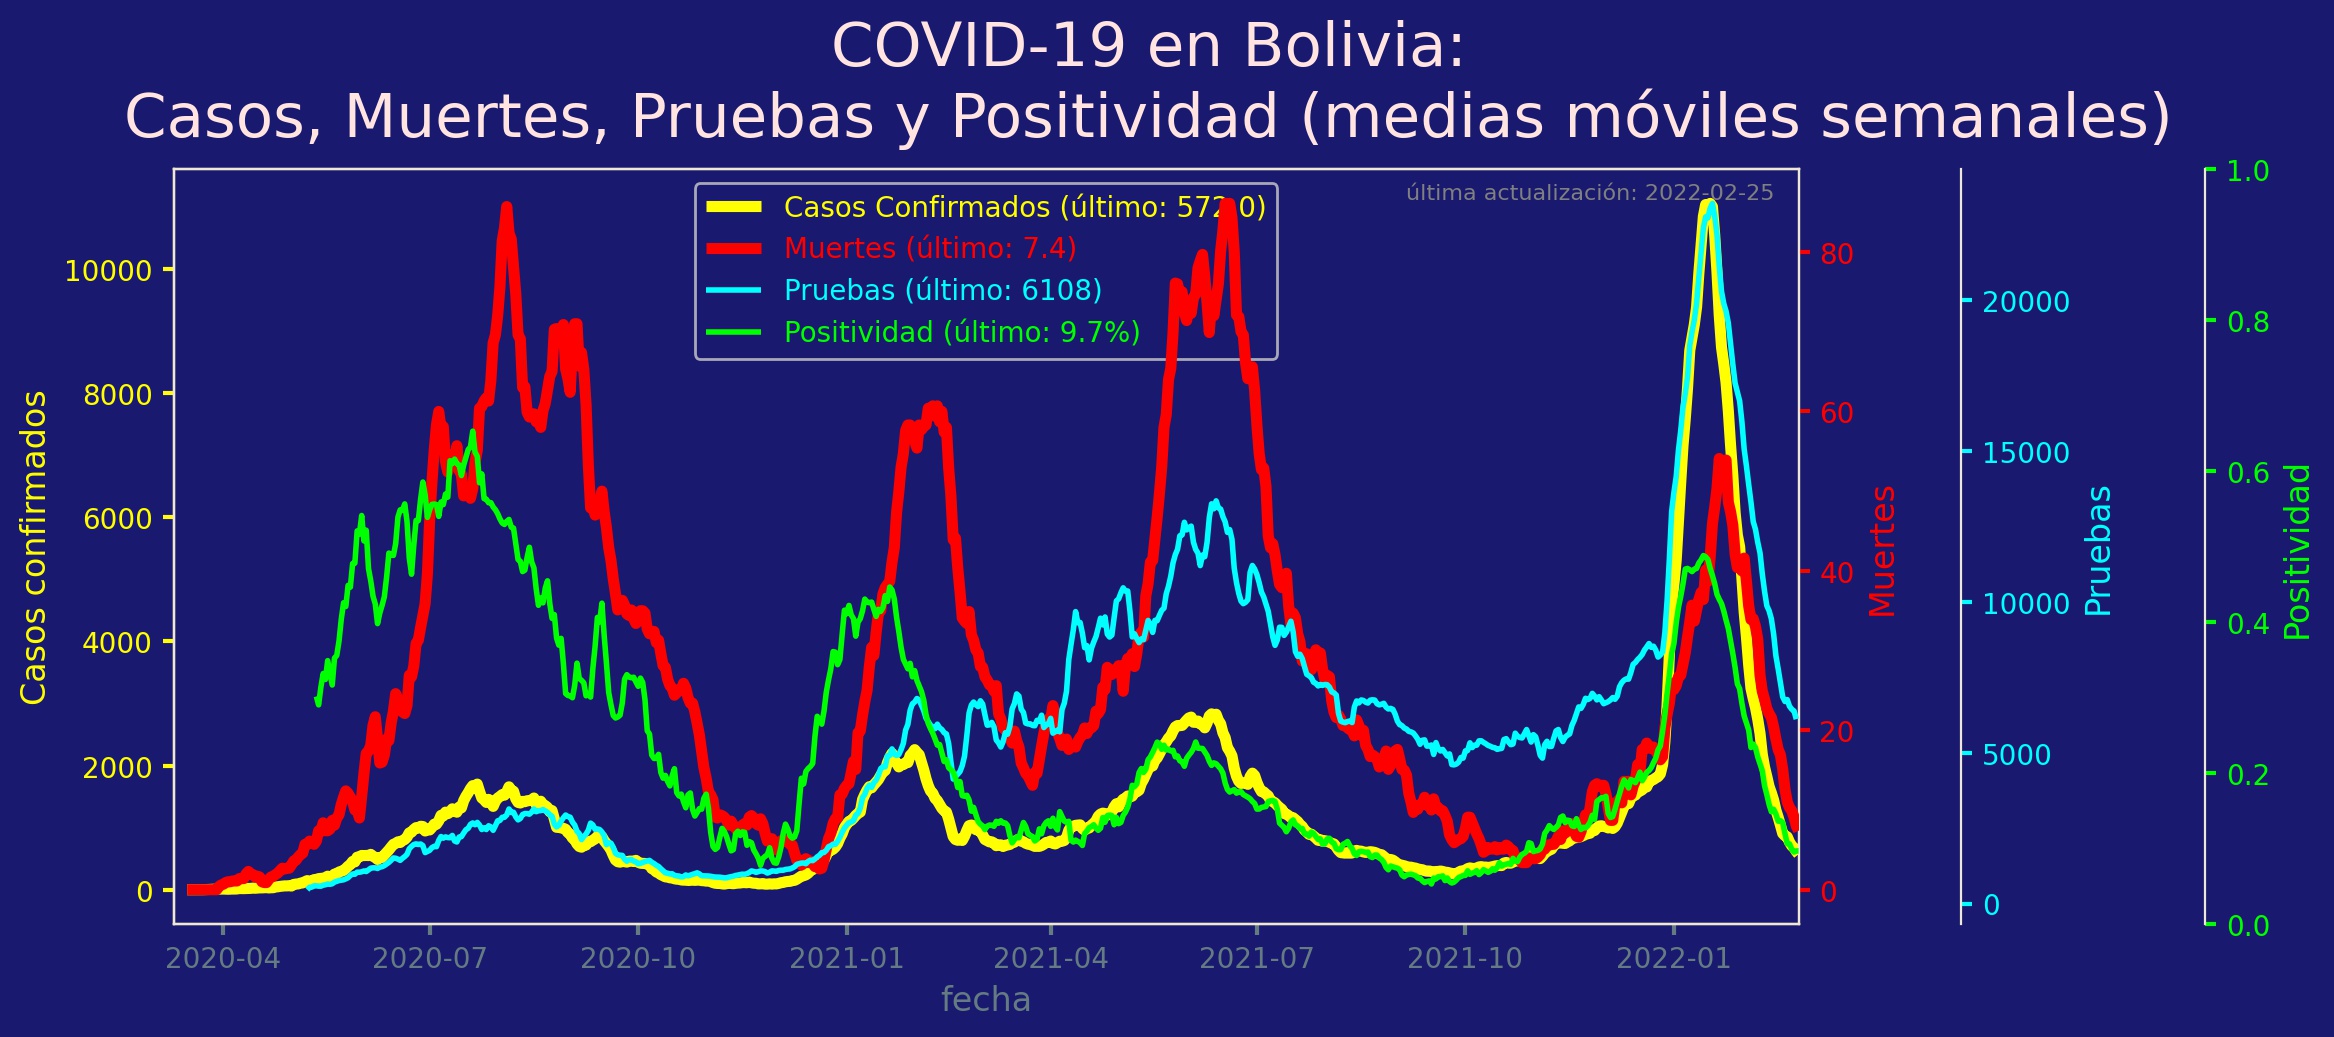 COVID-19 en Bolivia:
Casos, Muertes, Pruebas y Positividad (medias móviles semanales)
última actualización: 2022-02-25
Casos Confirmados (último: 572.0)
Muertes (último: 7.4)
Pruebas (último: 6108)
Positividad (último: 9.7%)
Casos confirmados
10000
8000
6000
4000
2000
0
2020-04
2020-07
2020-10
2021-01
2021-04
2021-07
2021-10
2022-01
fecha
80
60
40
20
0
Muertes
20000
15000
10000
5000
0
Pruebas
1.0
0.8
0.6
0.4
0.2
0.0
Positividad